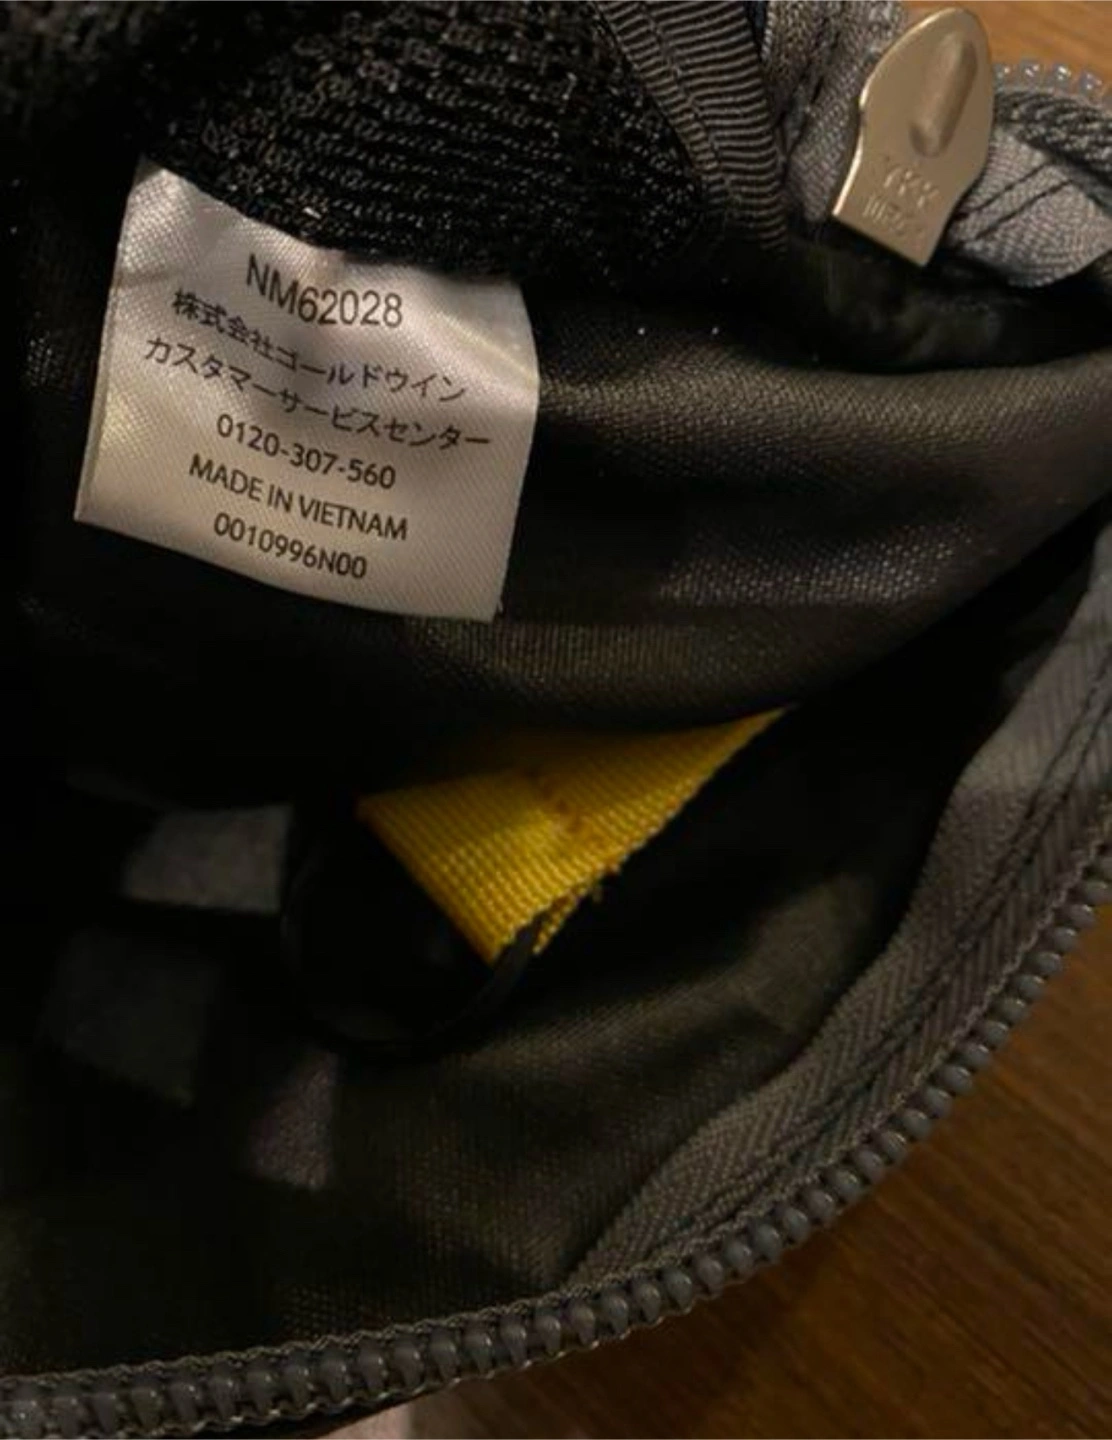 NM62028
株式会社ゴールドウイン
カスタマーサービスセンター
0120-307-560
MADE IN VIETNAM
0010996N00
YKK